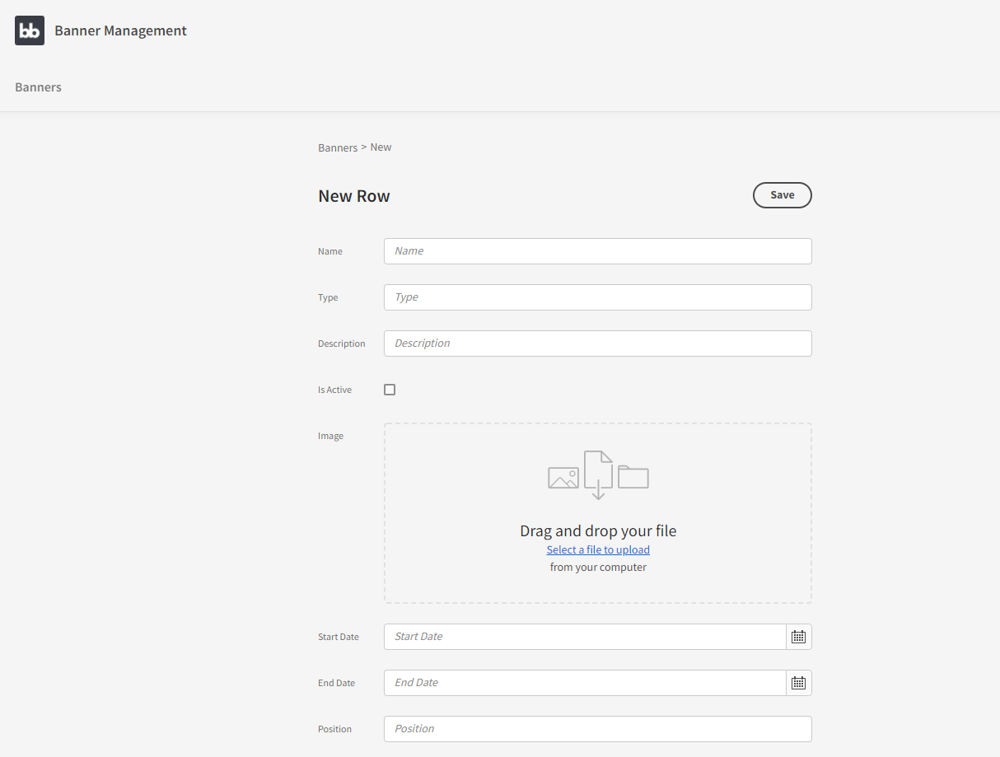 bb Banner Management
Banners
Banners > New
New Row
Save
Name
Name
Type
Type
Description
Description
Is Active
Image
Drag and drop your file
Select a file to upload
from your computer
Start Date
Start Date
End Date
End Date
Position
Position